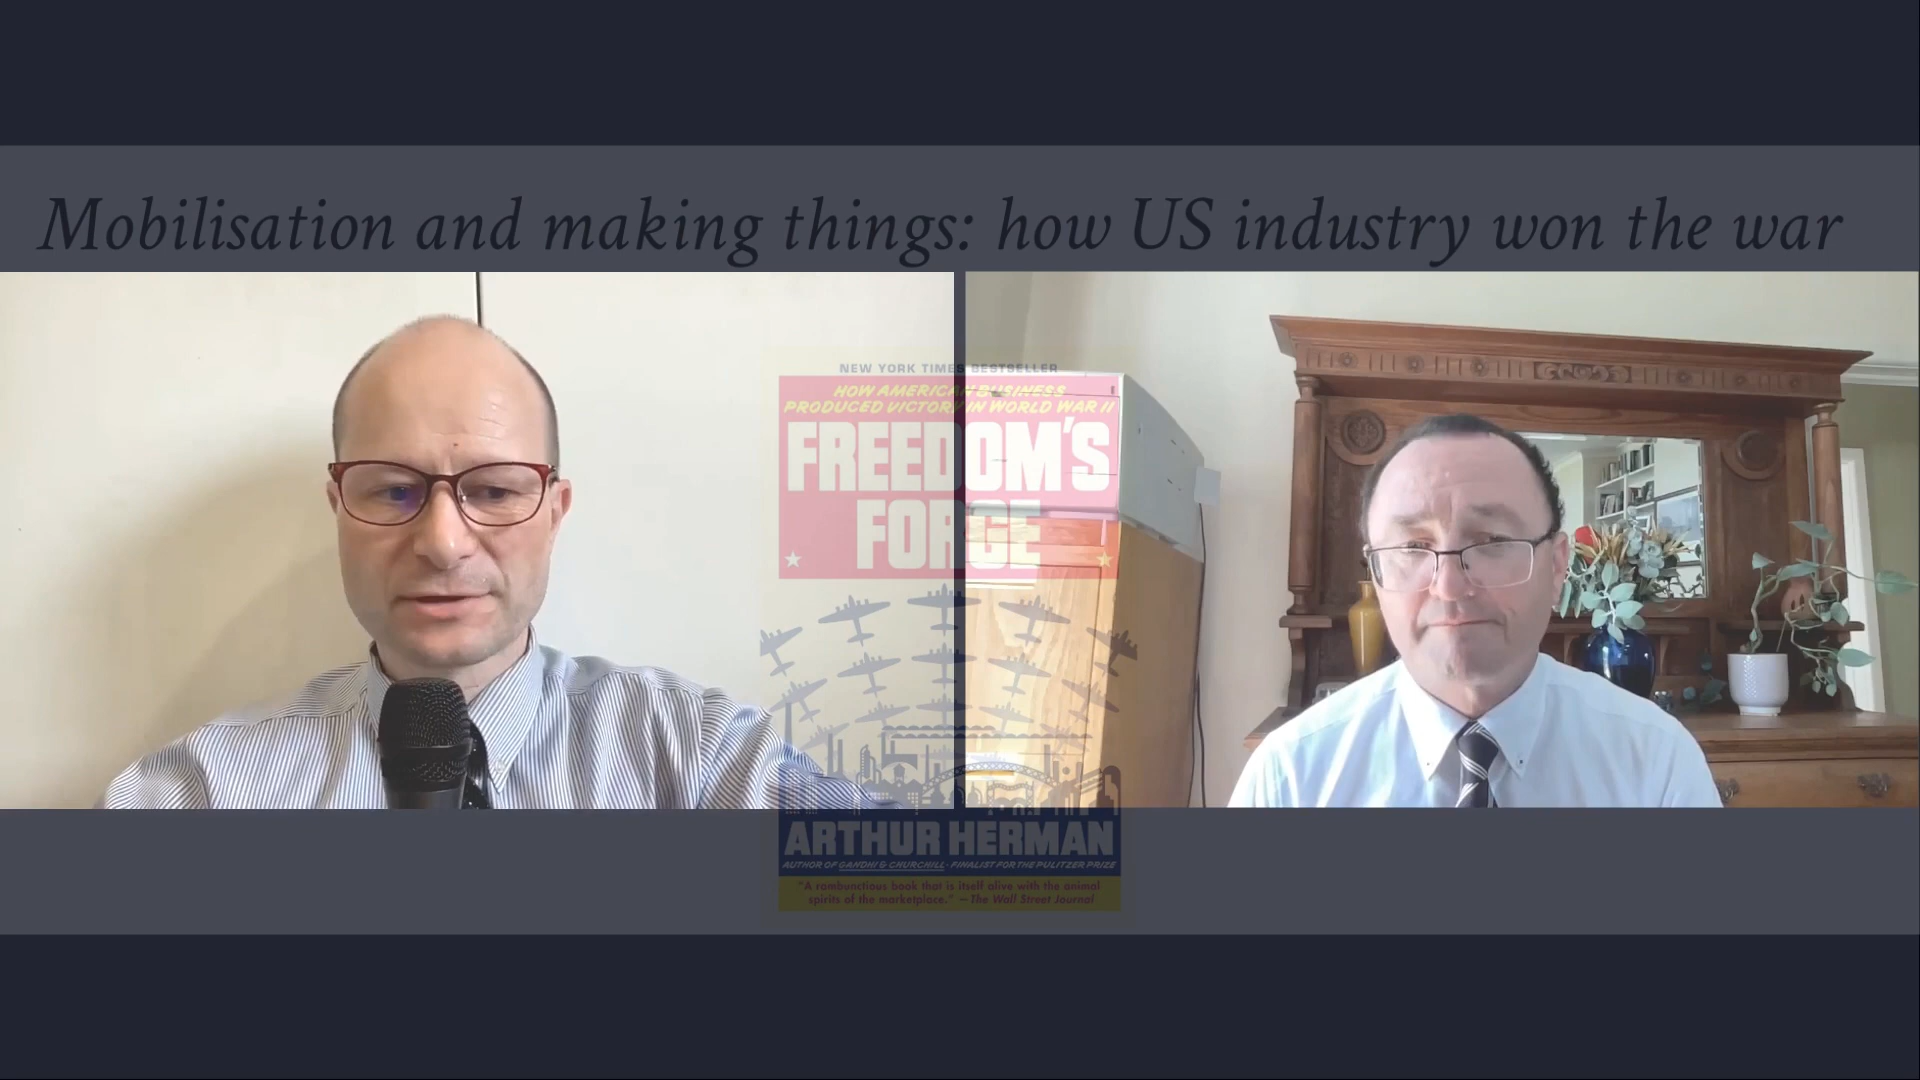 Mobilisation and making things: how US industry won the war
NEW YORK TIMES BESTSELLER
HOW AMERICAN BUSINESS
PRODUCED VICTORY IN WORLD WAR II
FREEDOM'S
FORGE
ARTHUR HERMAN
AUTHOR OF GANDHI & CHURCHILL · FINALIST FOR THE PULITZER PRIZE
"A rambunctious book that is itself alive with the animal
spirits of the marketplace." —The Wall Street Journal